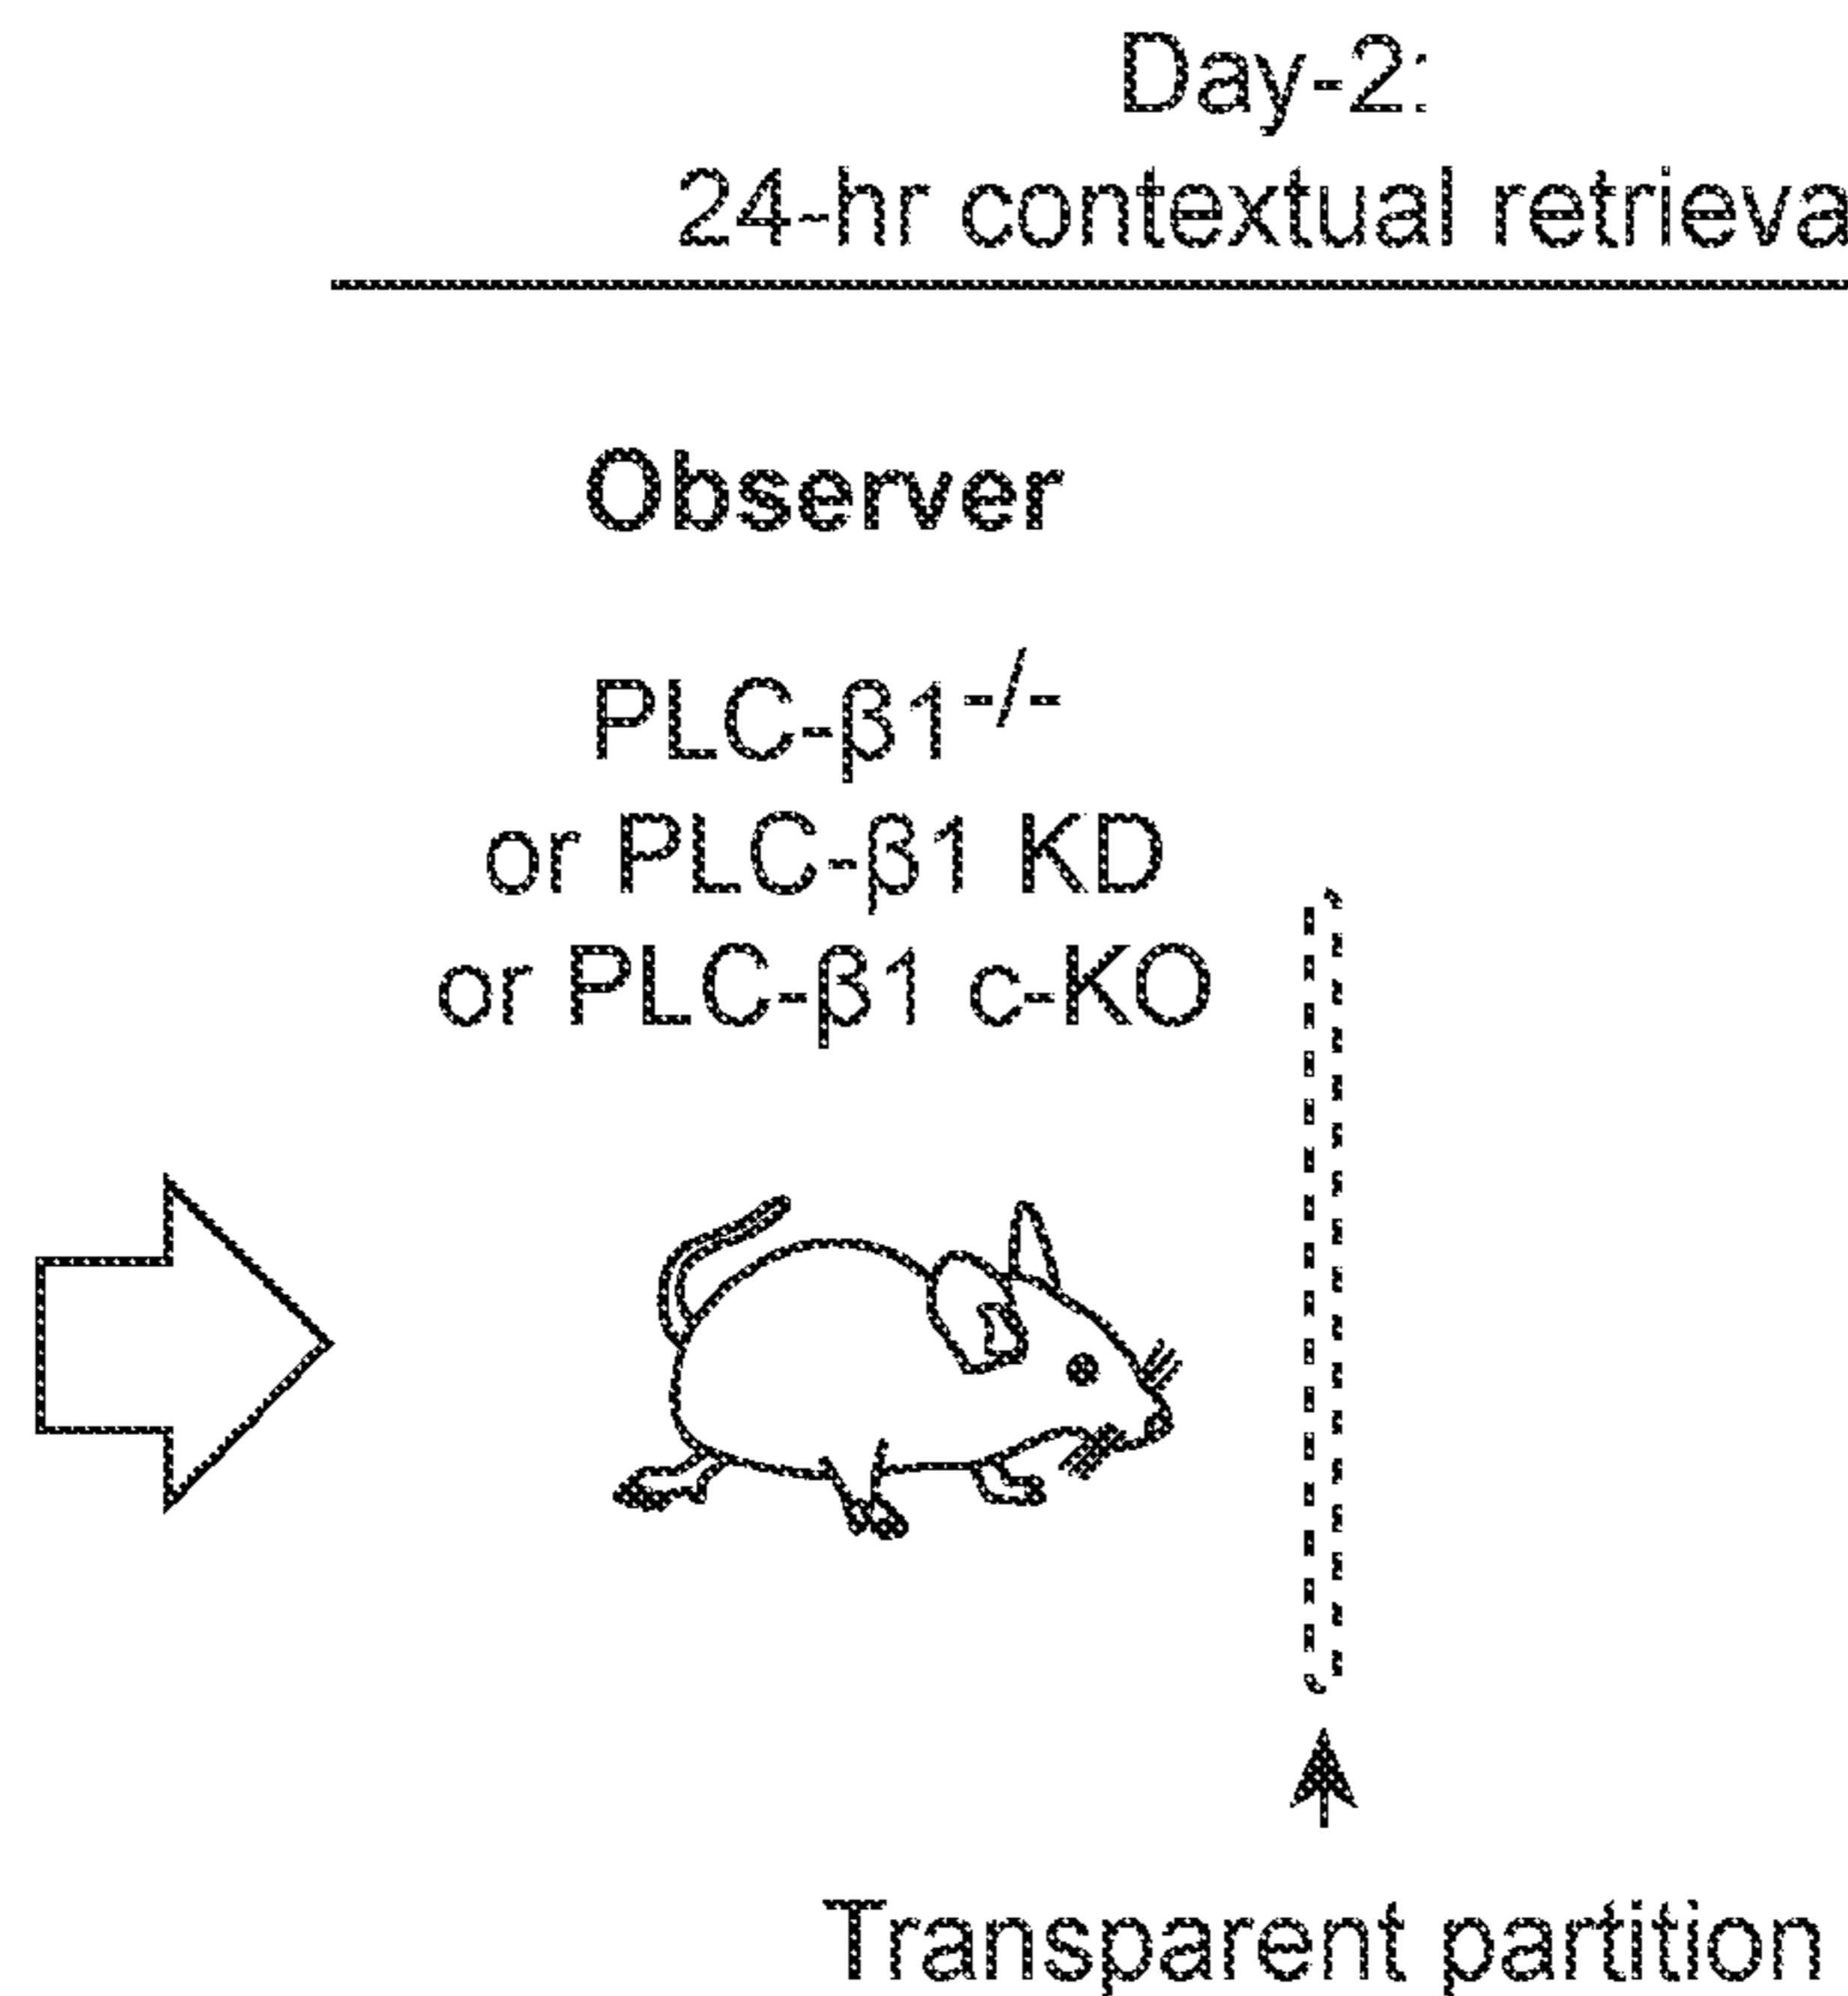 Day-2:
24-hr contextual retrieva
Observer
PLC-β1-/-
or PLC-β1 KD
or PLC-β1 c-KO
Transparent partition